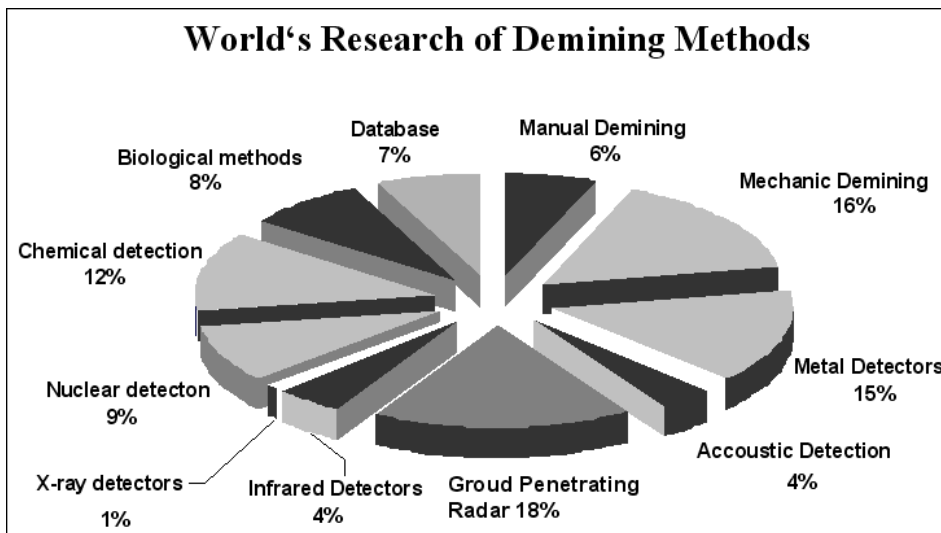 World‘s Research of Demining Methods
Database
7%
Manual Demining
6%
Biological methods
8%
Mechanic Demining
16%
Chemical detection
12%
Metal Detectors
15%
Nuclear detecton
9%
Accoustic Detection
4%
X-ray detectors
1%
Infrared Detectors
4%
Groud Penetrating
Radar 18%